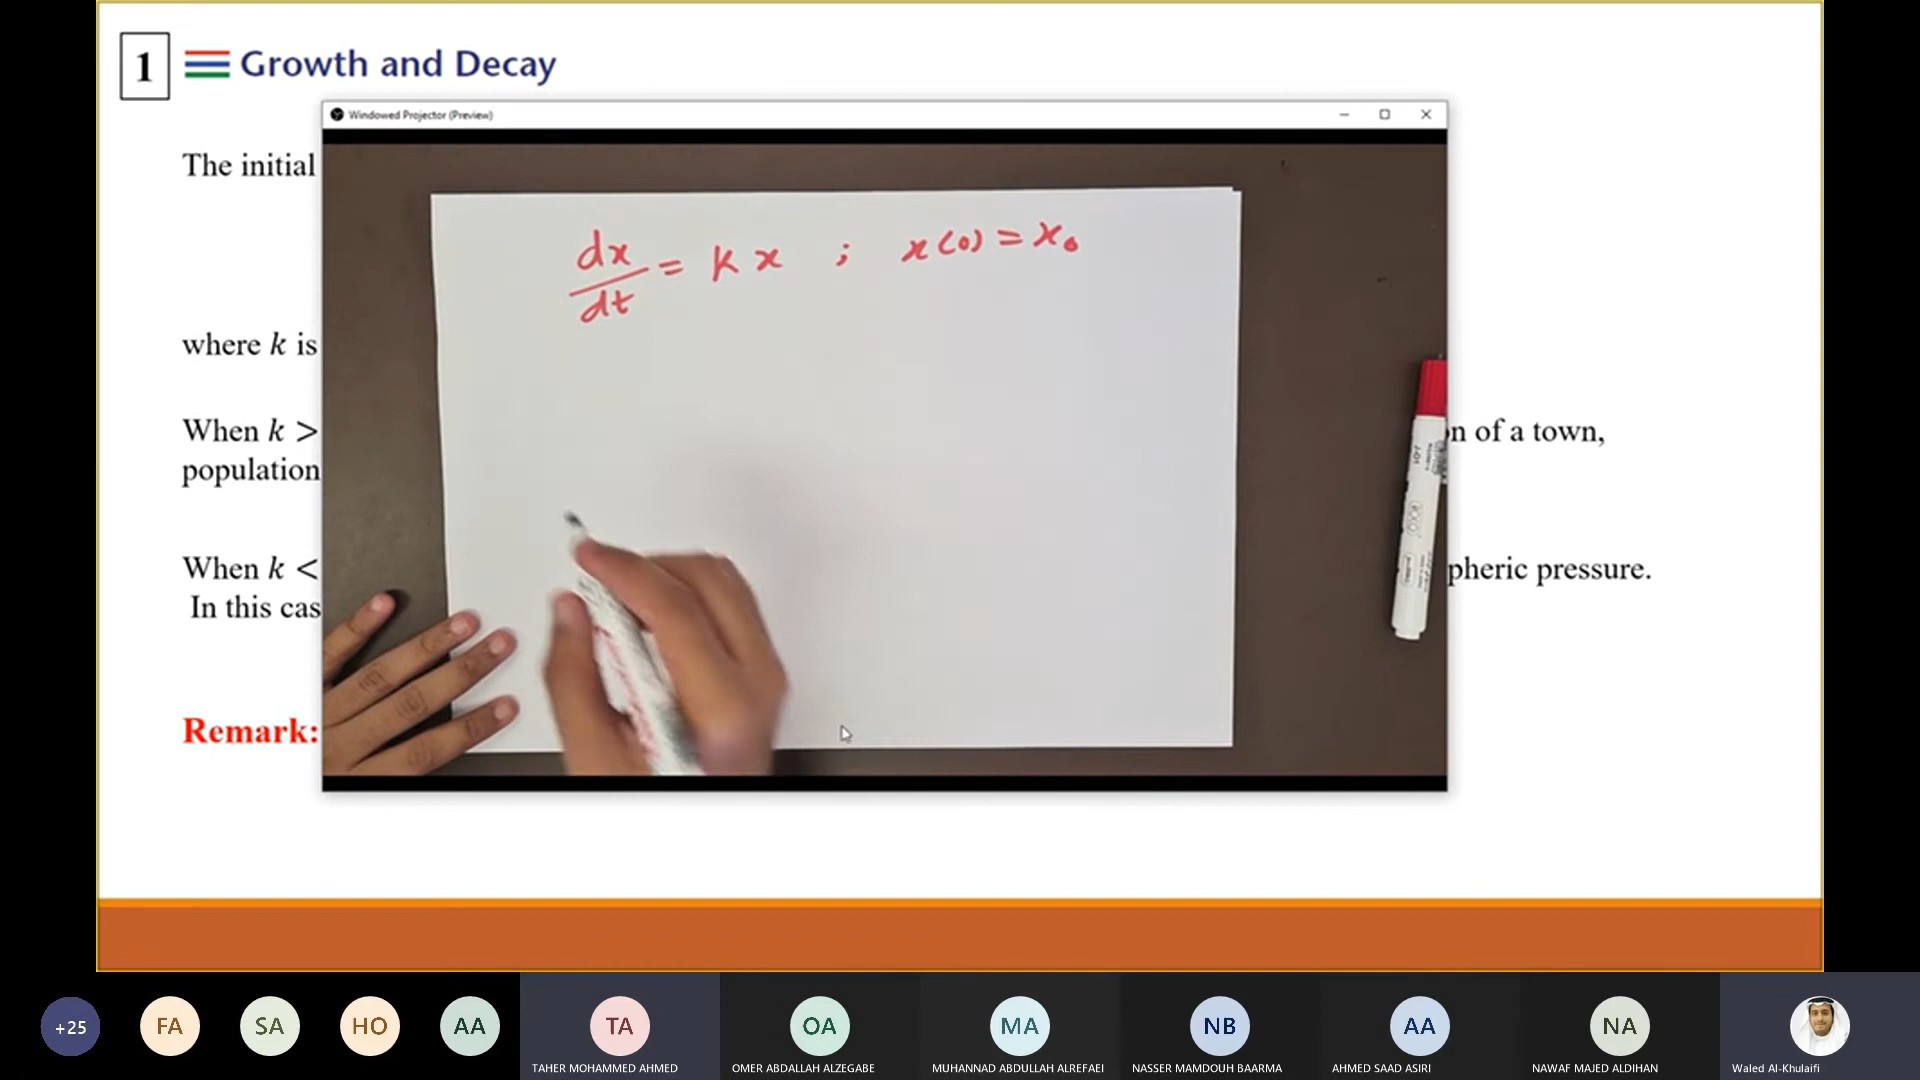 1 Growth and Decay
Windowed Projector (Preview)
The initial
dx/dt = k x ; x(0) = x₀
where k is
When k > n of a town,
population
When k < pheric pressure.
In this cas
Remark:
+25 FA SA HO AA TA OA MA NB AA NA
TAHER MOHAMMED AHMED OMER ABDALLAH ALZEGABE MUHANNAD ABDULLAH ALREFAEI NASSER MAMDOUH BAARMA AHMED SAAD ASIRI NAWAF MAJED ALDIHAN Waled Al-Khulaifi